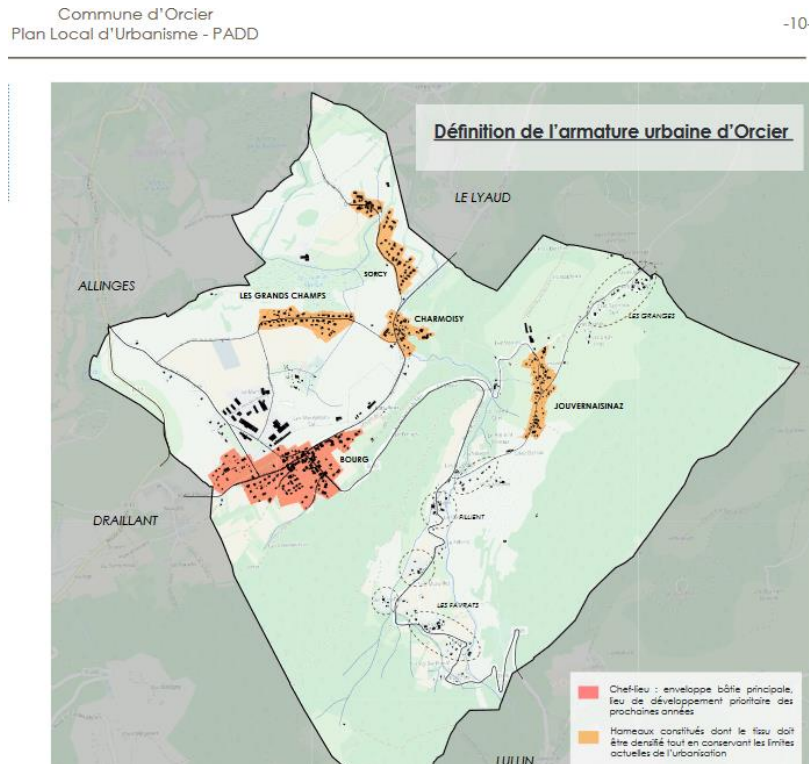 Commune d'Orcier
Plan Local d'Urbanisme - PADD
-10-
Définition de l'armature urbaine d'Orcier
LE LYAUD
ALLINGES
SORCY
LES GRANDS CHAMPS
CHARMOISY
LES GRANGES
JOUVERNAISINAZ
BOURG
DRAILLANT
FILLIENT
LES FAVRATS
LULLIN
Chef-lieu : enveloppe bâtie principale,
lieu de développement prioritaire des
prochaines années
Hameaux constitués dont le tissu doit
être densifié tout en conservant les limites
actuelles de l'urbanisation